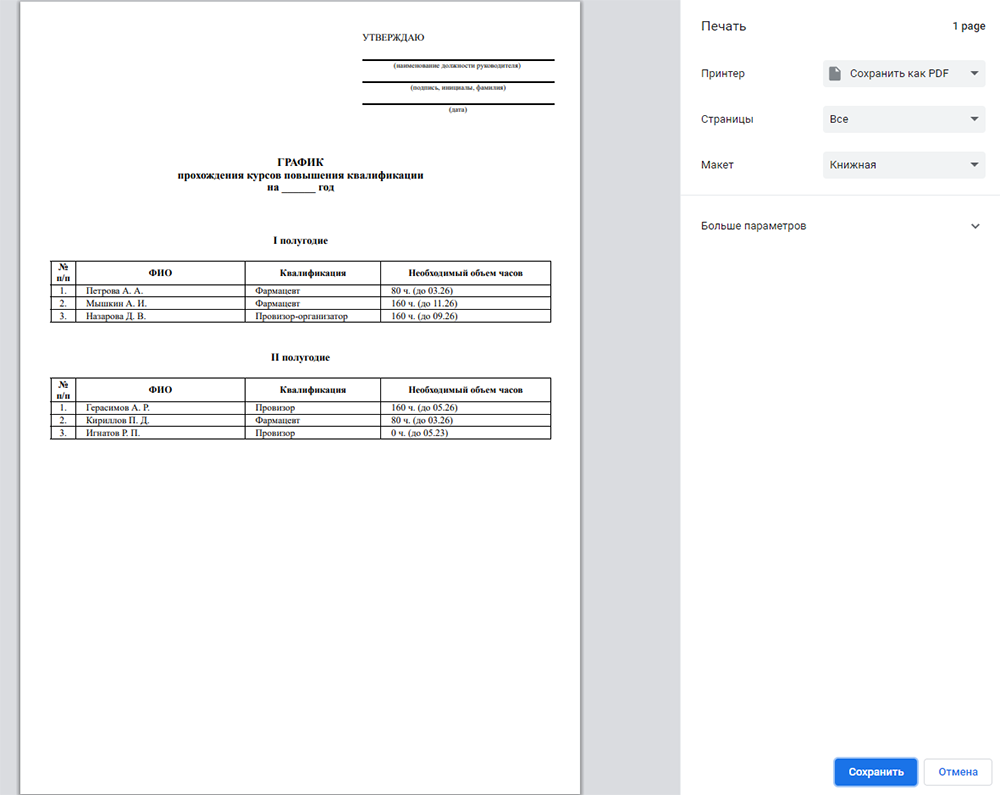 УТВЕРЖДАЮ
(наименование должности руководителя)
(подпись, инициалы, фамилия)
(дата)
ГРАФИК
прохождения курсов повышения квалификации
на ______ год
I полугодие
№ п/п ФИО Квалификация Необходимый объем часов
1. Петрова А. А. Фармацевт 80 ч. (до 03.26)
2. Мышкин А. И. Фармацевт 160 ч. (до 11.26)
3. Назарова Д. В. Провизор-организатор 160 ч. (до 09.26)
II полугодие
№ п/п ФИО Квалификация Необходимый объем часов
1. Герасимов А. Р. Провизор 160 ч. (до 05.26)
2. Кириллов П. Д. Фармацевт 80 ч. (до 03.26)
3. Игнатов Р. П. Провизор 0 ч. (до 05.23)
Печать 1 page
Принтер Сохранить как PDF
Страницы Все
Макет Книжная
Больше параметров
Сохранить Отмена